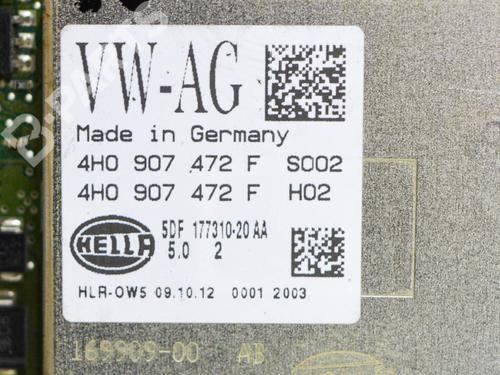 VW-AG
Made in Germany
4H0 907 472 F S002
4H0 907 472 F H02
HELLA
5DF 177310-20 AA
5.0 2
HLR-OW5 09.10.12 0001 2003
169909-00 AB